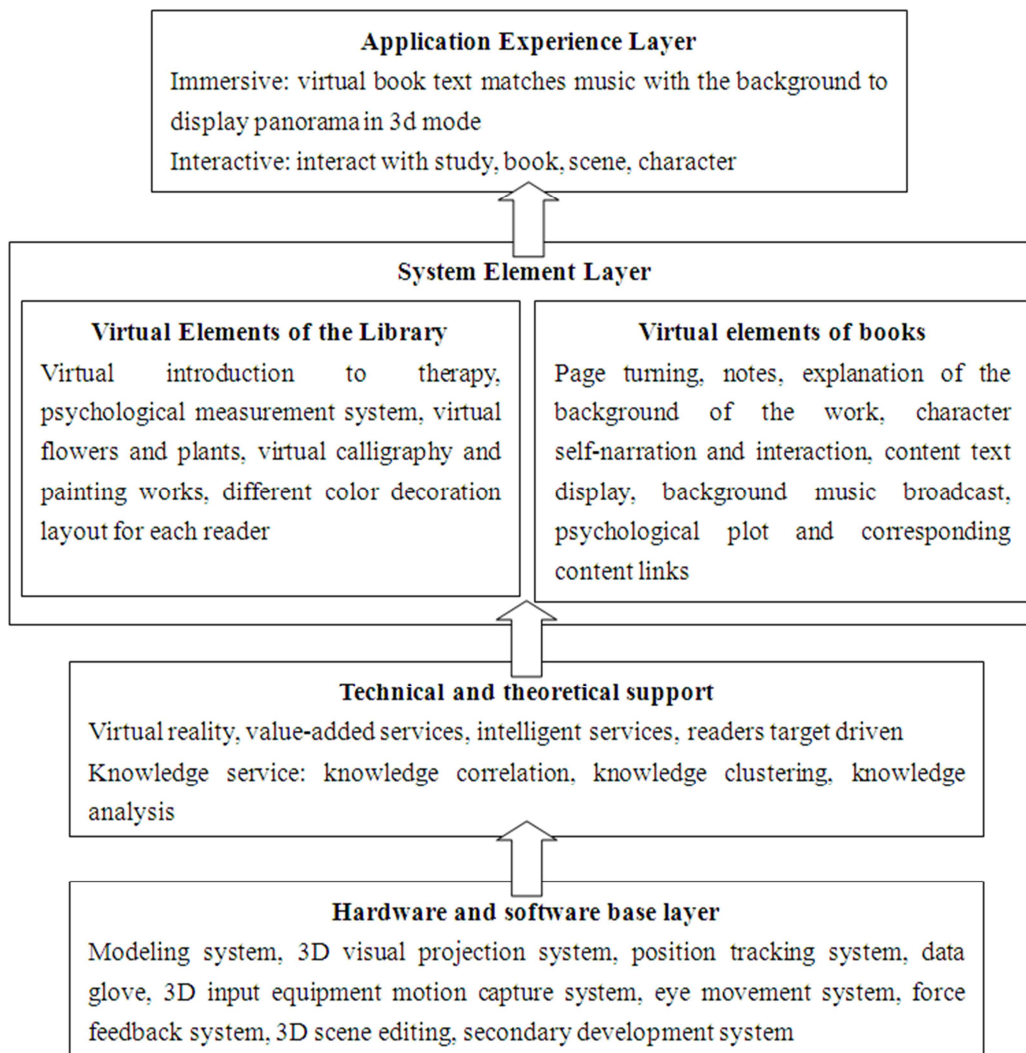 Application Experience Layer
Immersive: virtual book text matches music with the background to
display panorama in 3d mode
Interactive: interact with study, book, scene, character
System Element Layer
Virtual Elements of the Library
Virtual introduction to therapy,
psychological measurement system, virtual
flowers and plants, virtual calligraphy and
painting works, different color decoration
layout for each reader
Virtual elements of books
Page turning, notes, explanation of the
background of the work, character
self-narration and interaction, content text
display, background music broadcast,
psychological plot and corresponding
content links
Technical and theoretical support
Virtual reality, value-added services, intelligent services, readers target driven
Knowledge service: knowledge correlation, knowledge clustering, knowledge
analysis
Hardware and software base layer
Modeling system, 3D visual projection system, position tracking system, data
glove, 3D input equipment motion capture system, eye movement system, force
feedback system, 3D scene editing, secondary development system